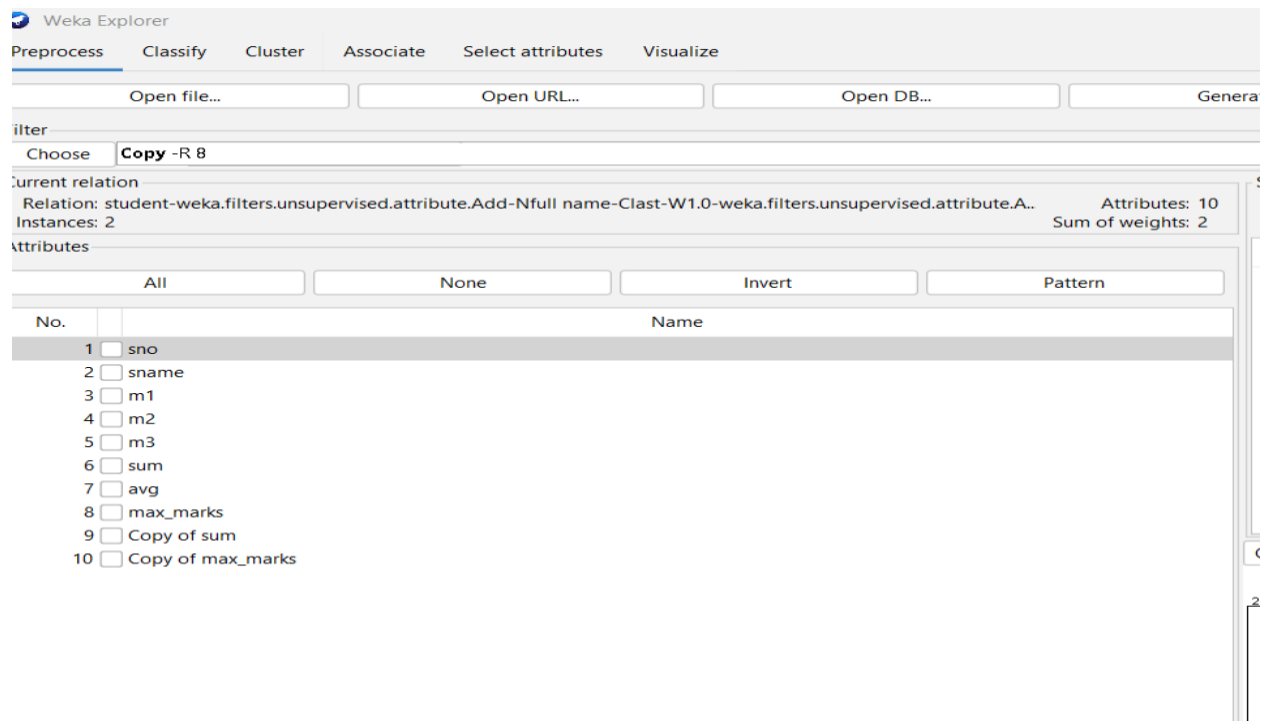 Weka Explorer
Preprocess Classify Cluster Associate Select attributes Visualize
Open file... Open URL... Open DB... Genera
ilter
Choose Copy -R 8
Current relation
Relation: student-weka.filters.unsupervised.attribute.Add-Nfull name-Clast-W1.0-weka.filters.unsupervised.attribute.A.. Attributes: 10
Instances: 2 Sum of weights: 2
Attributes
All None Invert Pattern
No. Name
1 sno
2 sname
3 m1
4 m2
5 m3
6 sum
7 avg
8 max_marks
9 Copy of sum
10 Copy of max_marks
2